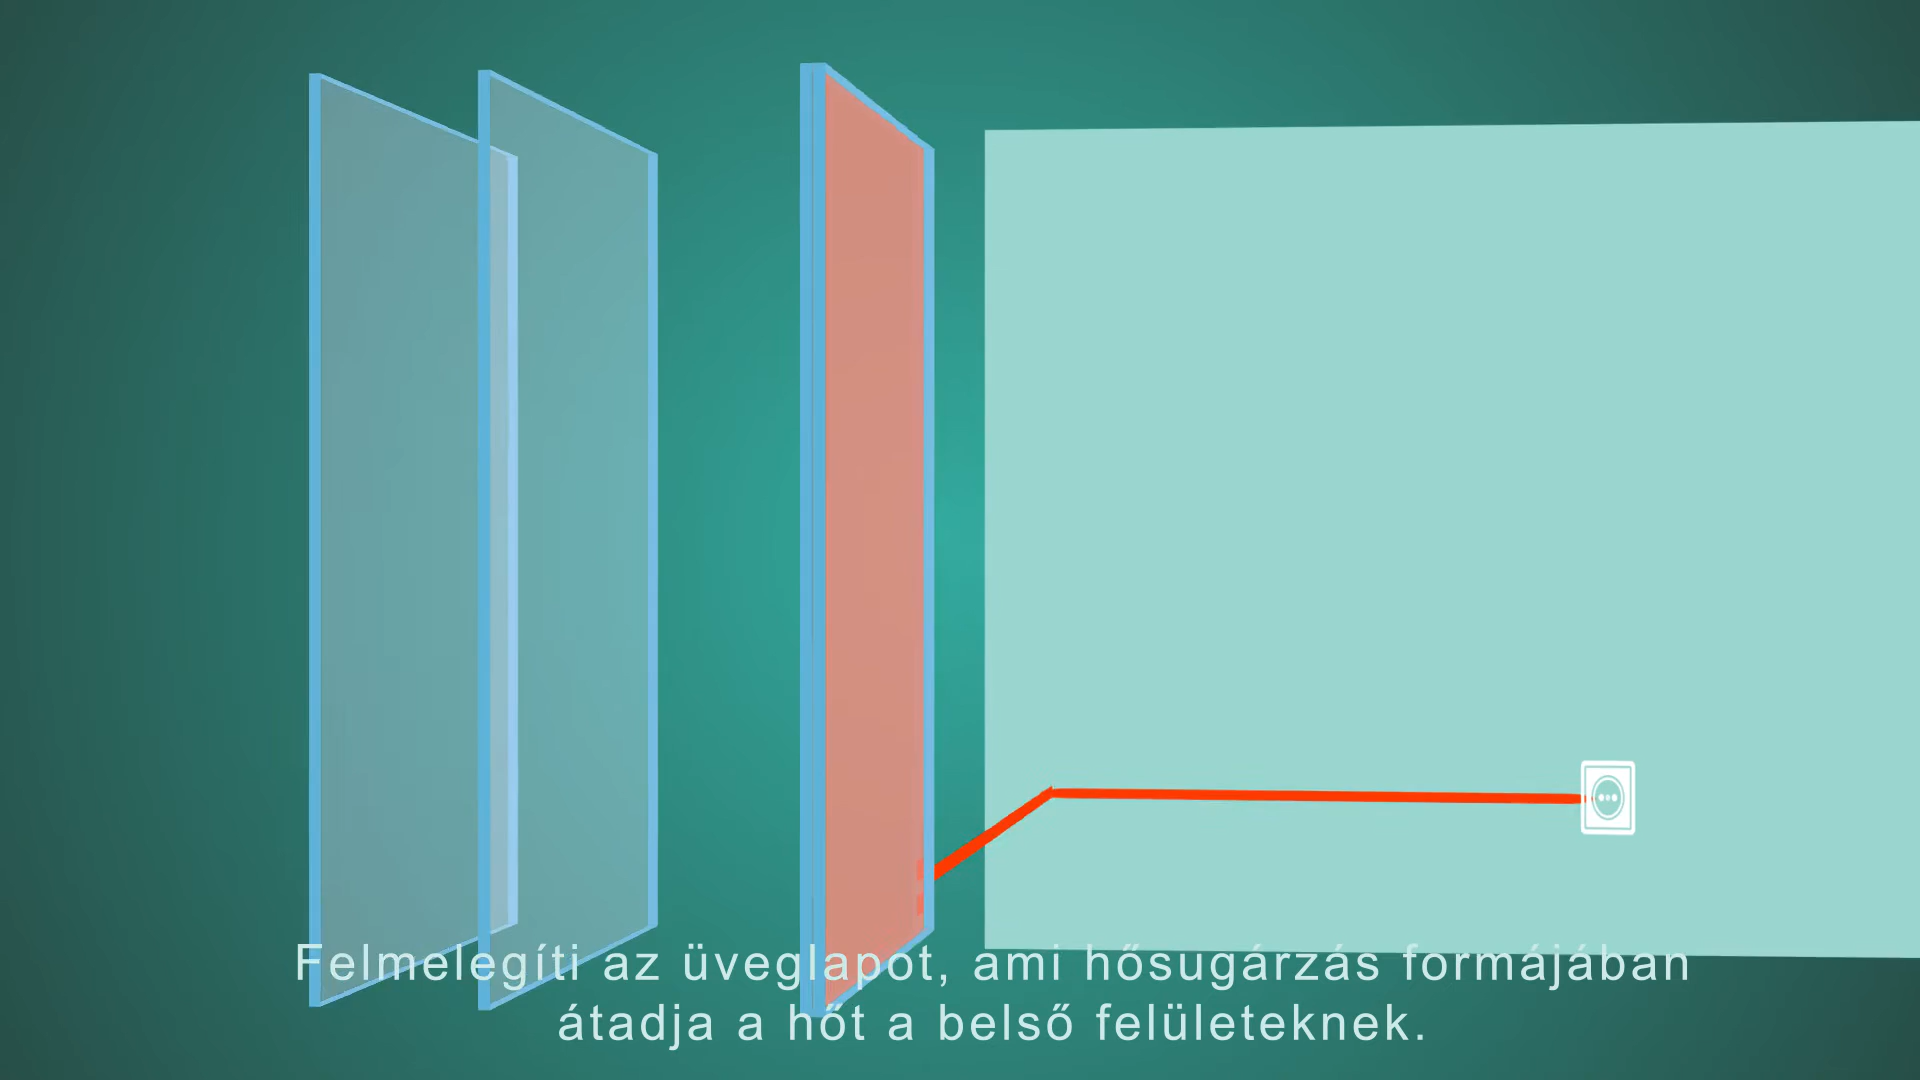 Felmelegíti az üveglapot, ami hősugárzás formájában
átadja a hőt a belső felületeknek.